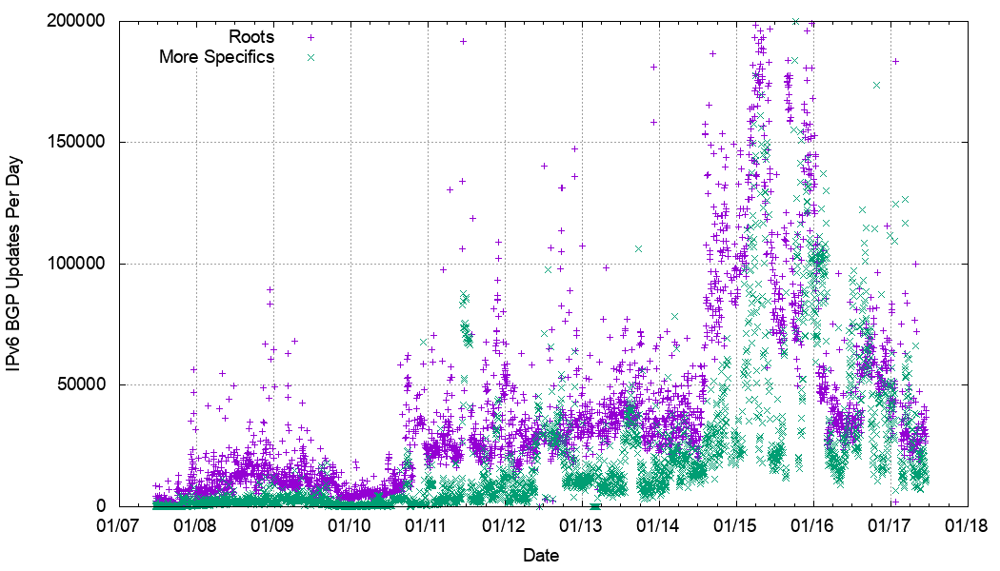 200000
150000
100000
50000
0
IPv6 BGP Updates Per Day
Roots
More Specifics
01/07 01/08 01/09 01/10 01/11 01/12 01/13 01/14 01/15 01/16 01/17 01/18
Date